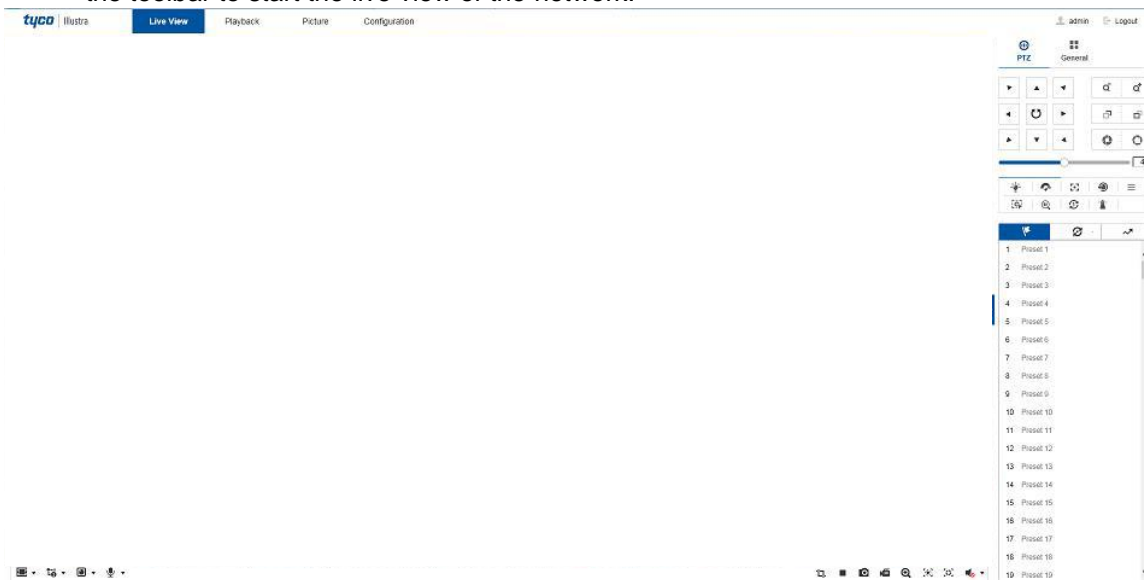 the toolbar to start the live view of the network.
tyco Illustra Live View Playback Picture Configuration admin Logout
PTZ General
4
1 Preset 1
2 Preset 2
3 Preset 3
4 Preset 4
5 Preset 5
6 Preset 6
7 Preset 7
8 Preset 8
9 Preset 9
10 Preset 10
11 Preset 11
12 Preset 12
13 Preset 13
14 Preset 14
15 Preset 15
16 Preset 16
17 Preset 17
18 Preset 18
19 Preset 19